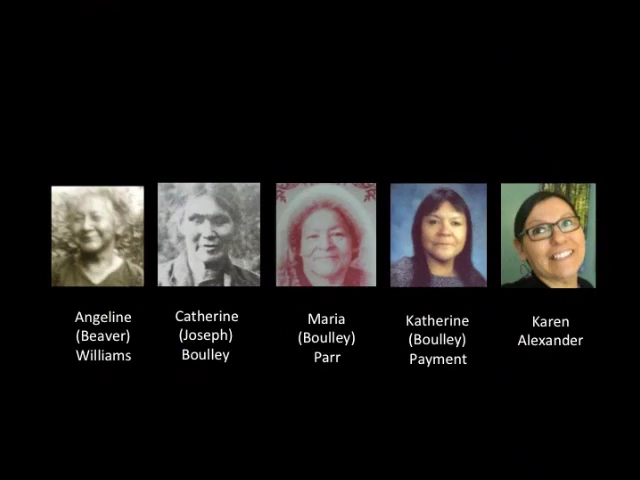 Angeline
(Beaver)
Williams
Catherine
(Joseph)
Boulley
Maria
(Boulley)
Parr
Katherine
(Boulley)
Payment
Karen
Alexander